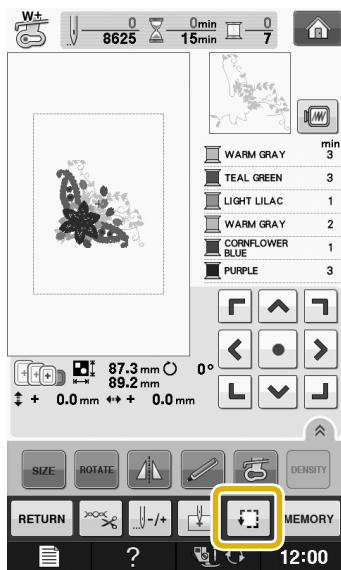 W+
0 0min 0
8625 15min 7
min
WARM GRAY 3
TEAL GREEN 3
LIGHT LILAC 1
WARM GRAY 2
CORNFLOWER
BLUE 1
PURPLE 3
87.3 mm 0°
89.2 mm
+ 0.0 mm + 0.0 mm
SIZE ROTATE DENSITY
RETURN -/+ MEMORY
? 12:00